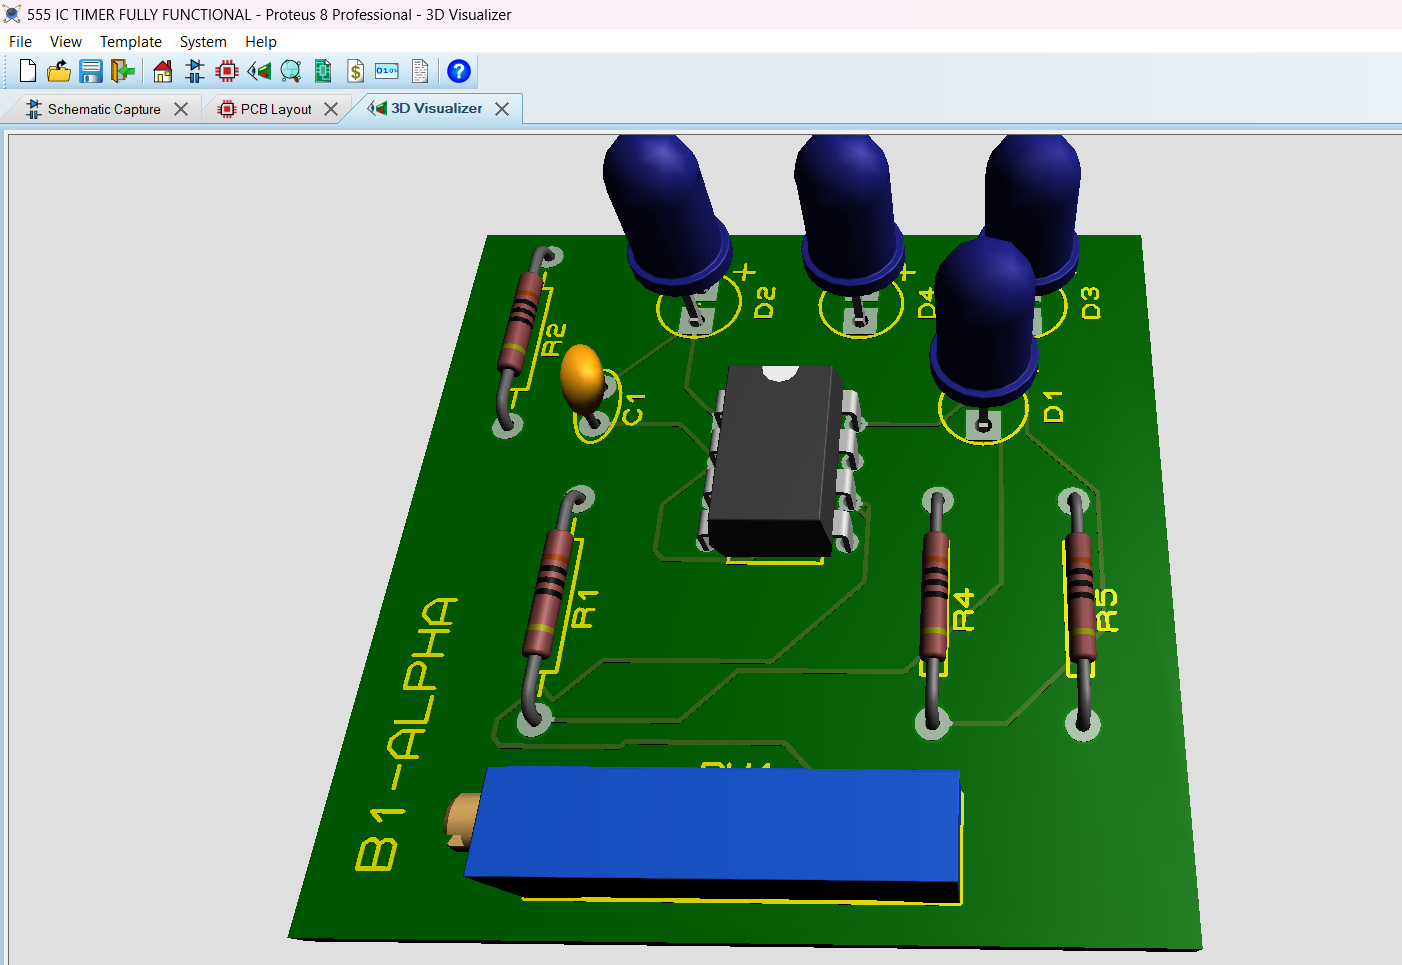 555 IC TIMER FULLY FUNCTIONAL - Proteus 8 Professional - 3D Visualizer
File View Template System Help
$ 0101 ?
Schematic Capture PCB Layout 3D Visualizer
D2
D4
D3
R2
C1
D1
R1
R4
R5
B1-ALPHA